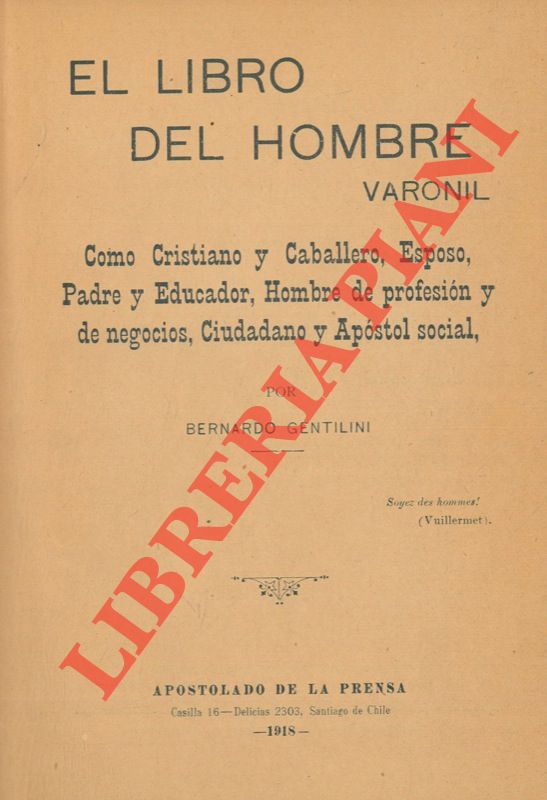 EL LIBRO
DEL HOMBRE
VARONIL
Como Cristiano y Caballero, Esposo,
Padre y Educador, Hombre de profesión y
de negocios, Ciudadano y Apóstol social,
POR
BERNARDO GENTILINI
Soyez des hommes!
(Vuillermet).
LIBRERIA PIANI
APOSTOLADO DE LA PRENSA
Casilla 16—Delicias 2303, Santiago de Chile
—1918—